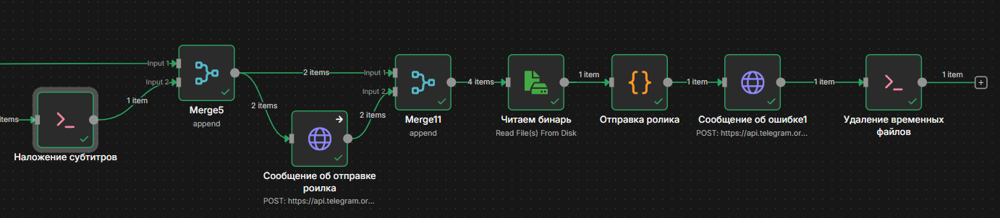 Input 1
Input 2
2 items
Input 1
Input 2
4 items
1 item
1 item
1 item
1 item
1 item
items
2 items
2 items
Merge5
append
Merge11
append
Читаем бинарь
Read File(s) From Disk
Отправка ролика
Сообщение об ошибке1
POST: https://api.telegram.or...
Удаление временных
файлов
Наложение субтитров
Сообщение об отправке
роилка
POST: https://api.telegram.or...